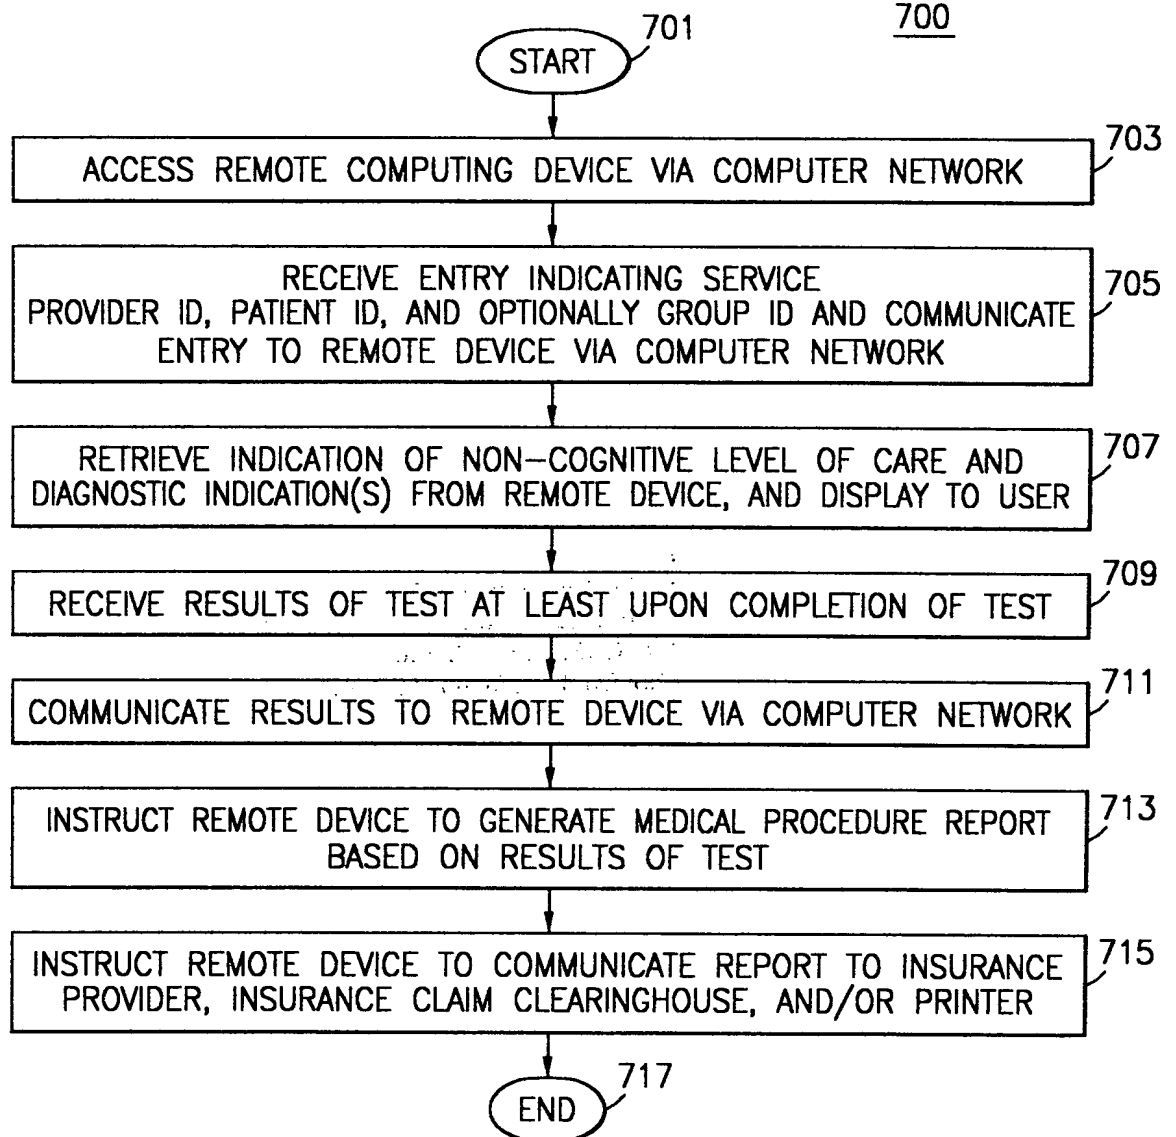 700
START
701
ACCESS REMOTE COMPUTING DEVICE VIA COMPUTER NETWORK
703
RECEIVE ENTRY INDICATING SERVICE
PROVIDER ID, PATIENT ID, AND OPTIONALLY GROUP ID AND COMMUNICATE
ENTRY TO REMOTE DEVICE VIA COMPUTER NETWORK
705
RETRIEVE INDICATION OF NON-COGNITIVE LEVEL OF CARE AND
DIAGNOSTIC INDICATION(S) FROM REMOTE DEVICE, AND DISPLAY TO USER
707
RECEIVE RESULTS OF TEST AT LEAST UPON COMPLETION OF TEST
709
COMMUNICATE RESULTS TO REMOTE DEVICE VIA COMPUTER NETWORK
711
INSTRUCT REMOTE DEVICE TO GENERATE MEDICAL PROCEDURE REPORT
BASED ON RESULTS OF TEST
713
INSTRUCT REMOTE DEVICE TO COMMUNICATE REPORT TO INSURANCE
PROVIDER, INSURANCE CLAIM CLEARINGHOUSE, AND/OR PRINTER
715
END
717